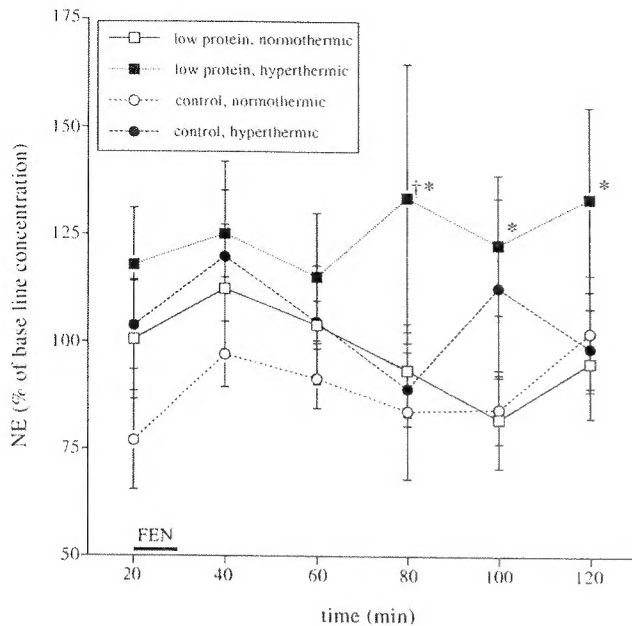 175
150
125
100
75
50
NE (% of base line concentration)
low protein, normothermic
low protein, hyperthermic
control, normothermic
control, hyperthermic
†*
*
*
FEN
20 40 60 80 100 120
time (min)